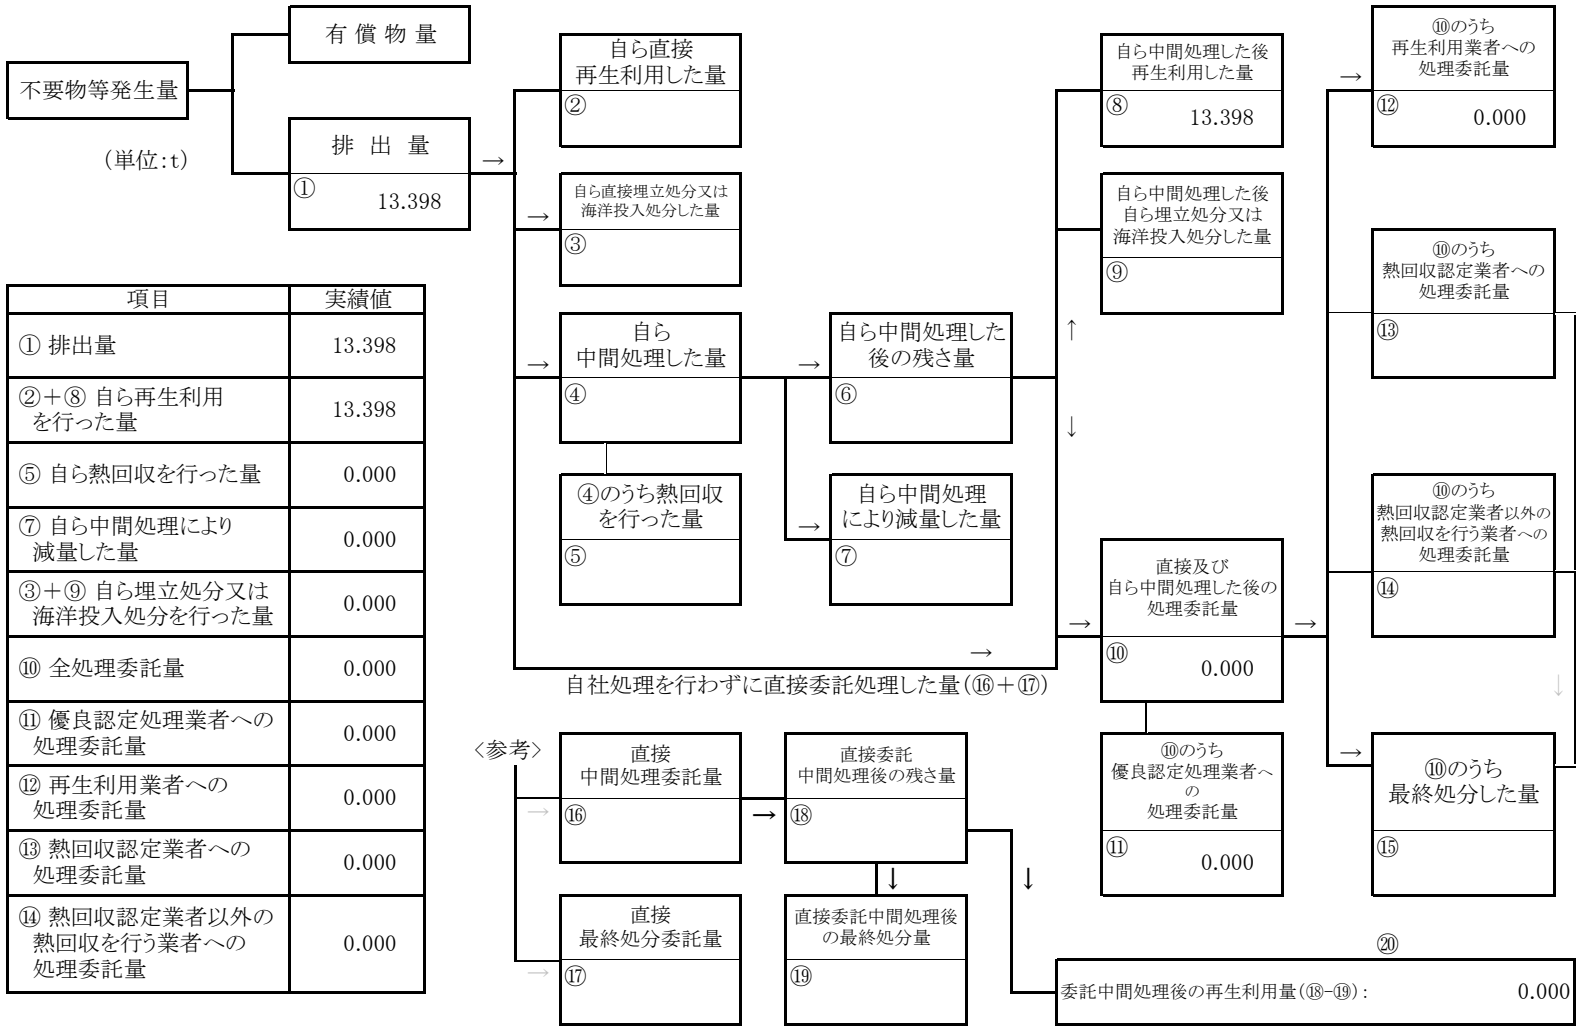 有 償 物 量
不要物等発生量
(単位:t)
排 出 量
①
13.398
→
自ら直接
再生利用した量
②
→
自ら直接埋立処分又は
海洋投入処分した量
③
→
自ら
中間処理した量
④
④のうち熱回収
を行った量
⑤
→
自ら中間処理した
後の残さ量
⑥
→
自ら中間処理
により減量した量
⑦
↑
↓
自ら中間処理した後
再生利用した量
⑧
13.398
自ら中間処理した後
自ら埋立処分又は
海洋投入処分した量
⑨
→
自社処理を行わずに直接委託処理した量(⑯+⑰)
→
直接及び
自ら中間処理した後の
処理委託量
⑩
0.000
→
⑩のうち
優良認定処理業者へ
の
処理委託量
⑪
0.000
→
⑩のうち
再生利用業者への
処理委託量
⑫
0.000
⑩のうち
熱回収認定業者への
処理委託量
⑬
⑩のうち
熱回収認定業者以外の
熱回収を行う業者への
処理委託量
⑭
↓
→
⑩のうち
最終処分した量
⑮
項目 実績値
① 排出量 13.398
②+⑧ 自ら再生利用
を行った量 13.398
⑤ 自ら熱回収を行った量 0.000
⑦ 自ら中間処理により
減量した量 0.000
③+⑨ 自ら埋立処分又は
海洋投入処分を行った量 0.000
⑩ 全処理委託量 0.000
⑪ 優良認定処理業者への
処理委託量 0.000
⑫ 再生利用業者への
処理委託量 0.000
⑬ 熱回収認定業者への
処理委託量 0.000
⑭ 熱回収認定業者以外の
熱回収を行う業者への
処理委託量 0.000
<参考>
→
直接
中間処理委託量
⑯
→
直接委託
中間処理後の残さ量
⑱
→
直接
最終処分委託量
⑰
↓
直接委託中間処理後
の最終処分量
⑲
↓
⑳
委託中間処理後の再生利用量(⑱-⑲): 0.000